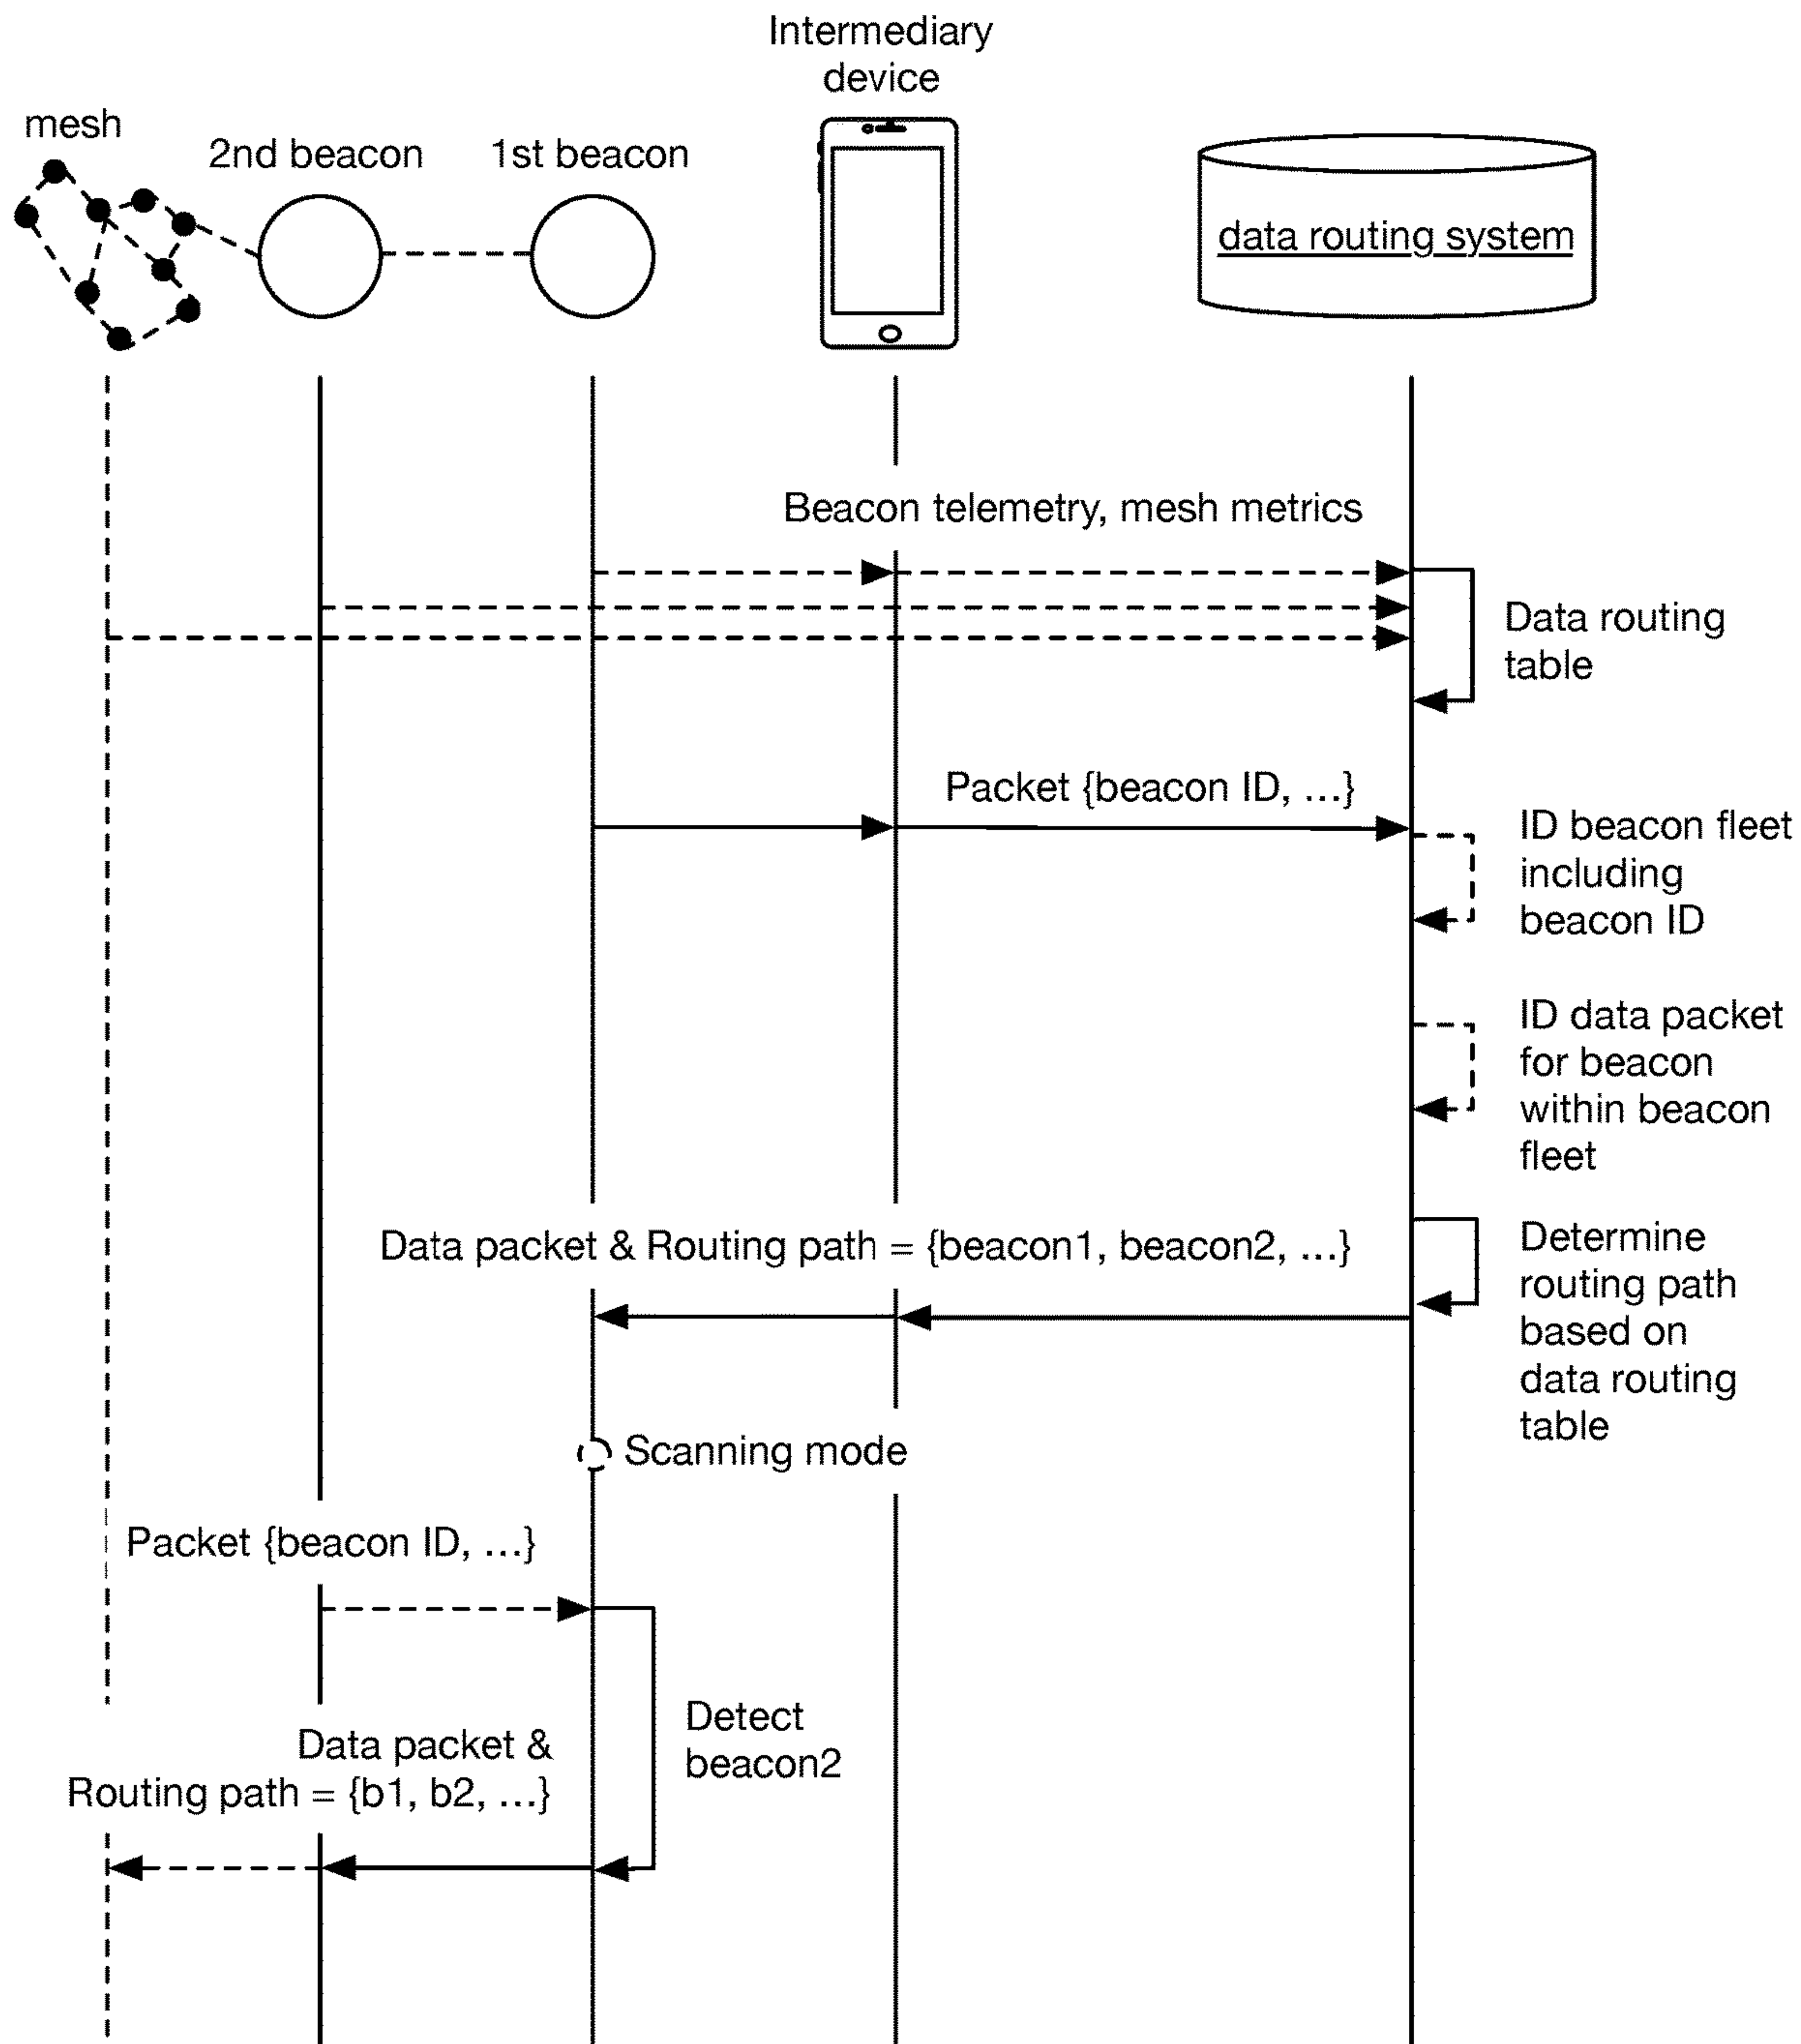 Intermediary
device
mesh
2nd beacon
1st beacon
data routing system
Beacon telemetry, mesh metrics
Data routing
table
Packet {beacon ID, ...}
ID beacon fleet
including
beacon ID
ID data packet
for beacon
within beacon
fleet
Data packet & Routing path = {beacon1, beacon2, ...}
Determine
routing path
based on
data routing
table
Scanning mode
Packet {beacon ID, ...}
Detect
beacon2
Data packet &
Routing path = {b1, b2, ...}